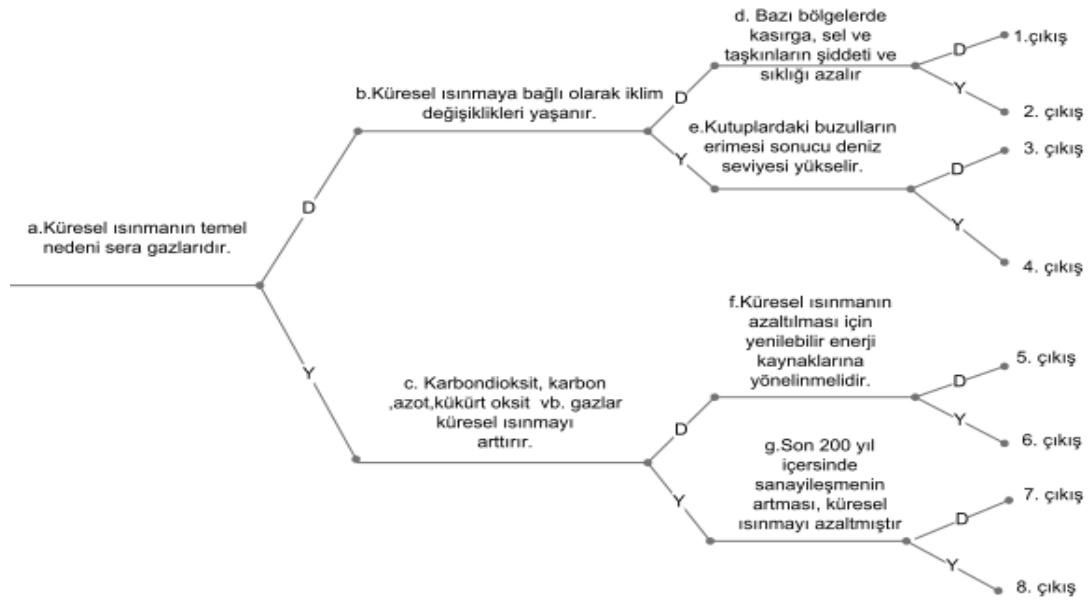 a.Küresel ısınmanın temel
nedeni sera gazlarıdır.
D
Y
b.Küresel ısınmaya bağlı olarak iklim
değişiklikleri yaşanır.
D
Y
c. Karbondioksit, karbon
,azot,kükürt oksit vb. gazlar
küresel ısınmayı
arttırır.
D
Y
d. Bazı bölgelerde
kasırga, sel ve
taşkınların şiddeti ve
sıklığı azalır
D
Y
1.çıkış
2. çıkış
e.Kutuplardaki buzulların
erimesi sonucu deniz
seviyesi yükselir.
D
Y
3. çıkış
4. çıkış
f.Küresel ısınmanın
azaltılması için
yenilebilir enerji
kaynaklarına
yönelinmelidir.
D
Y
5. çıkış
6. çıkış
g.Son 200 yıl
içersinde
sanayileşmenin
artması, küresel
ısınmayı azaltmıştır
D
Y
7. çıkış
8. çıkış